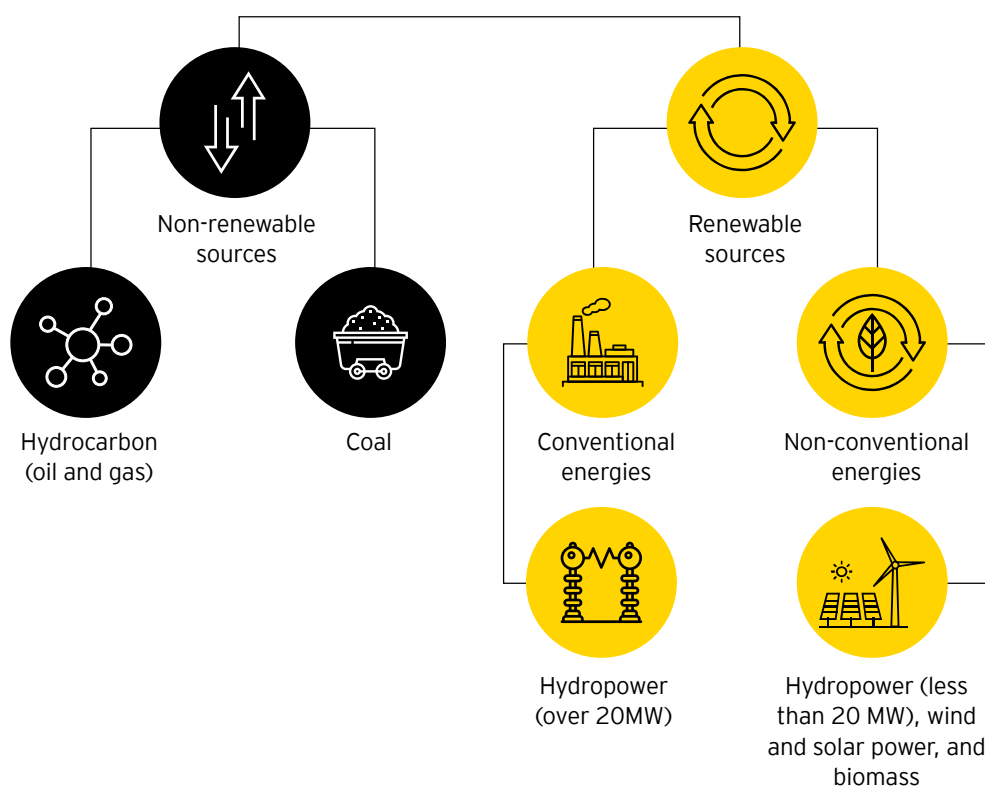 Non-renewable
sources
Renewable
sources
Hydrocarbon
(oil and gas)
Coal
Conventional
energies
Non-conventional
energies
Hydropower
(over 20MW)
Hydropower (less
than 20 MW), wind
and solar power, and
biomass